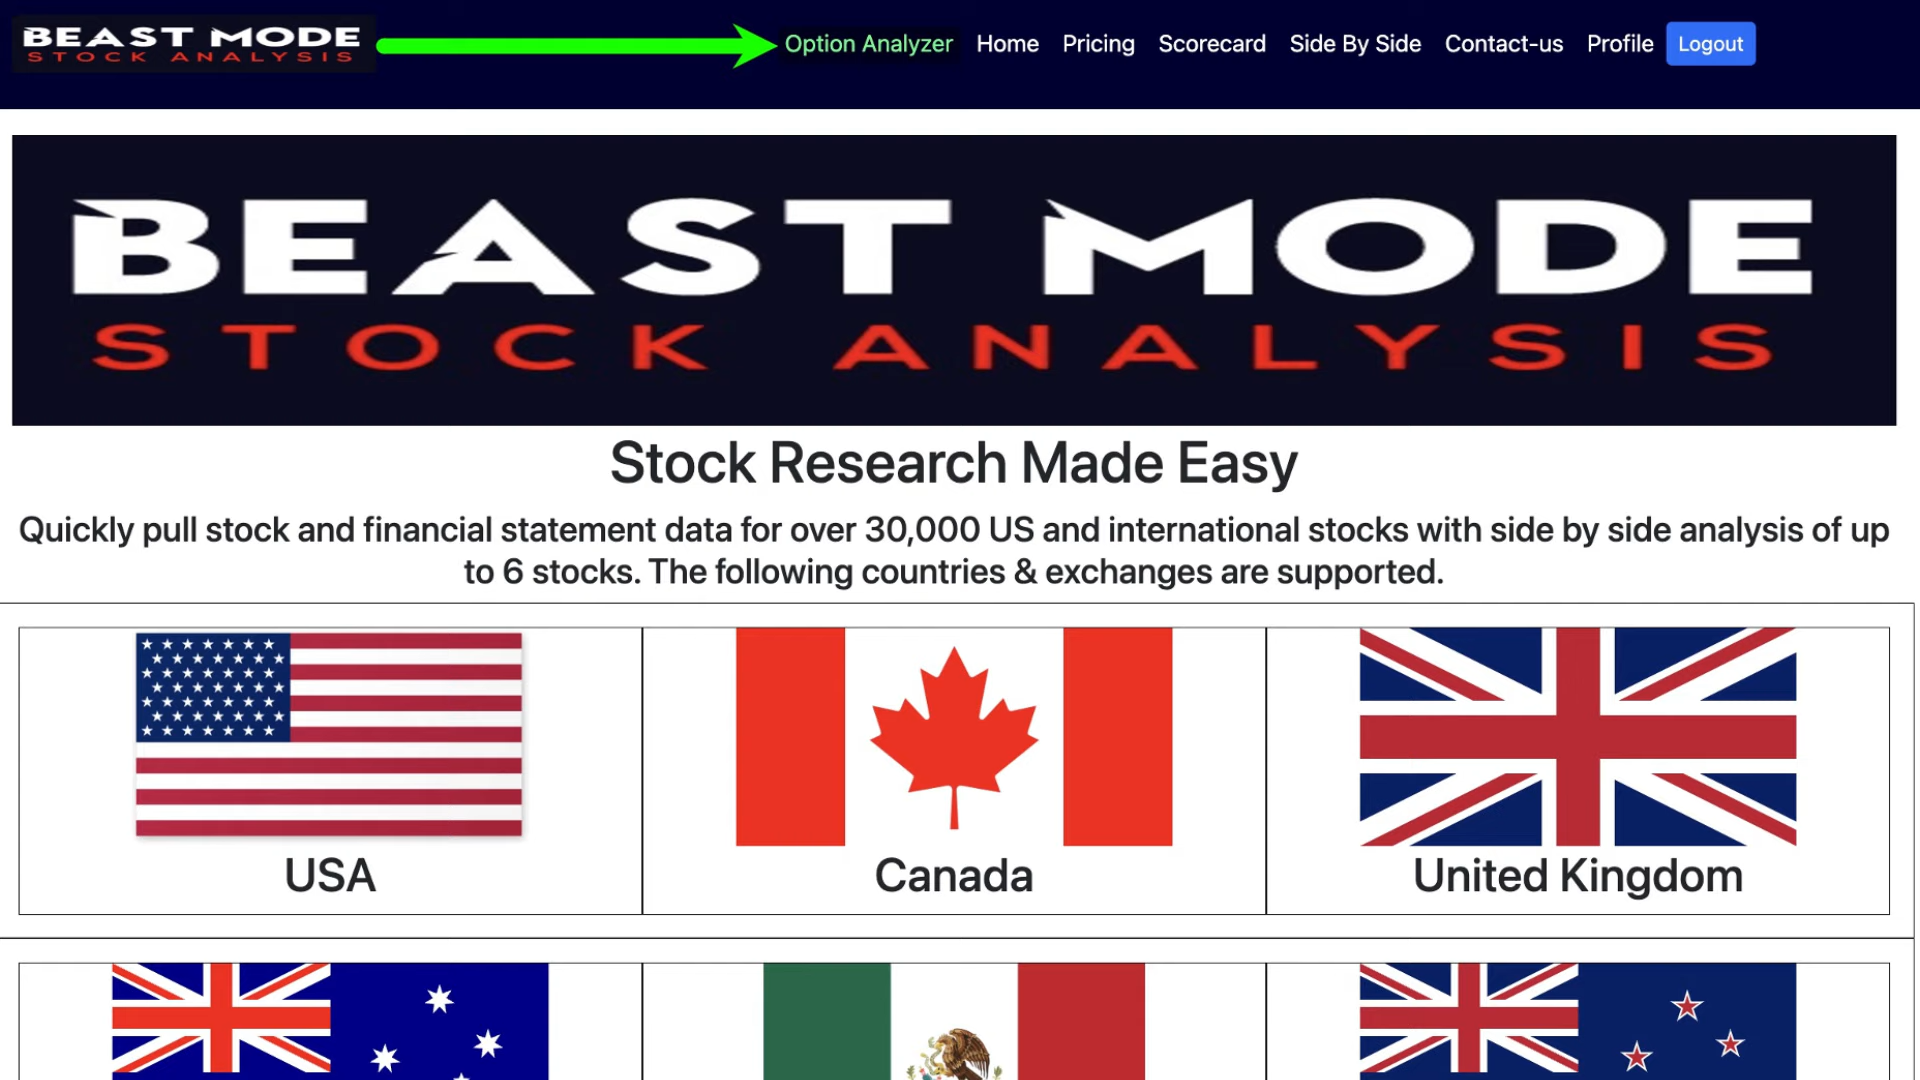 BEAST MODE
STOCK ANALYSIS
Option Analyzer Home Pricing Scorecard Side By Side Contact-us Profile Logout
BEAST MODE
STOCK ANALYSIS
Stock Research Made Easy
Quickly pull stock and financial statement data for over 30,000 US and international stocks with side by side analysis of up
to 6 stocks. The following countries & exchanges are supported.
USA
Canada
United Kingdom